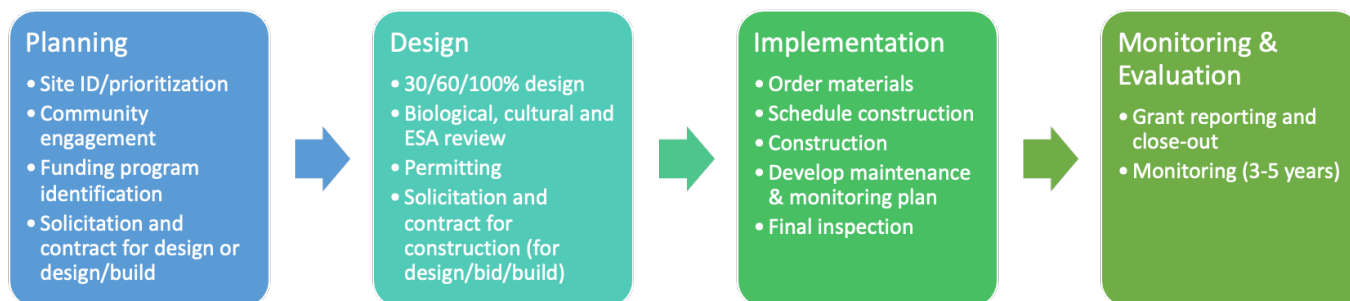 Planning
• Site ID/prioritization
• Community
engagement
• Funding program
identification
• Solicitation and
contract for design or
design/build
Design
• 30/60/100% design
• Biological, cultural and
ESA review
• Permitting
• Solicitation and
contract for
construction (for
design/bid/build)
Implementation
• Order materials
• Schedule construction
• Construction
• Develop maintenance
& monitoring plan
• Final inspection
Monitoring &
Evaluation
• Grant reporting and
close-out
• Monitoring (3-5 years)